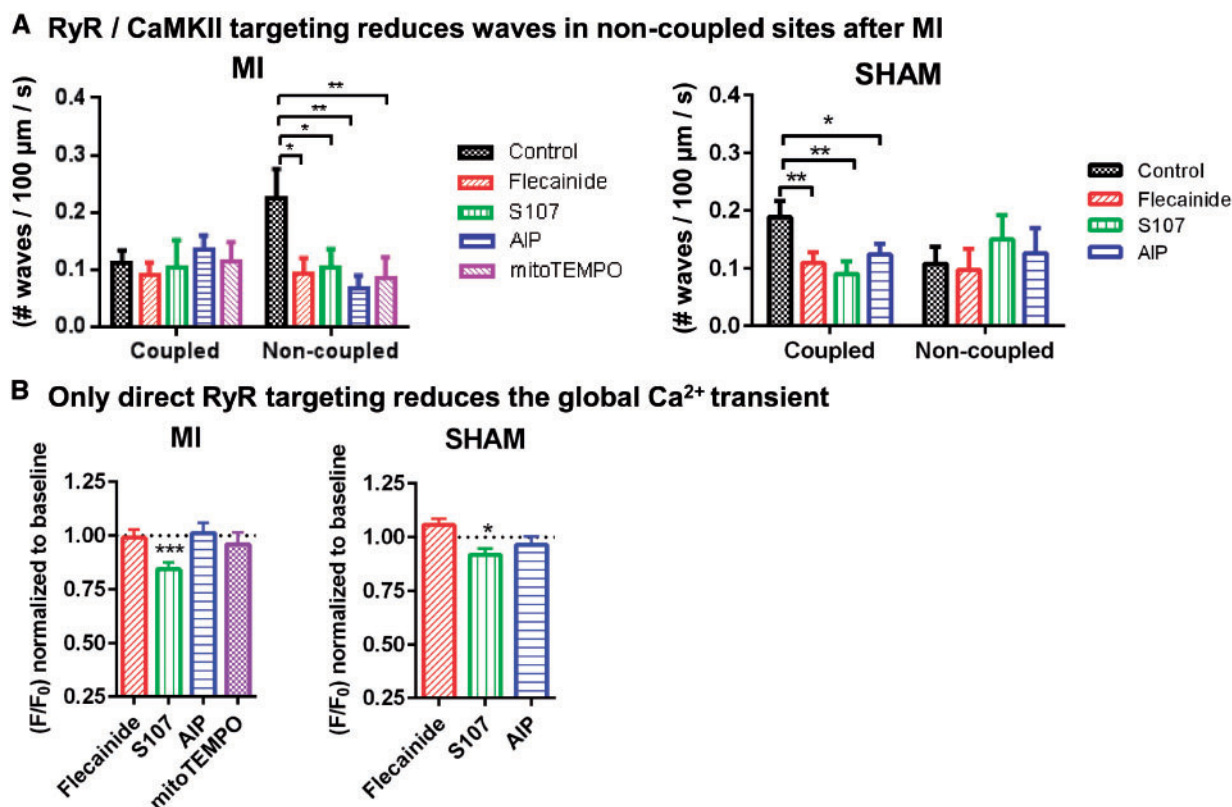 A RyR / CaMKII targeting reduces waves in non-coupled sites after MI
MI
(# waves / 100 µm / s)
0.4
0.3
0.2
0.1
0.0
**
**
*
*
Control
Flecainide
S107
AIP
mitoTEMPO
Coupled
Non-coupled
SHAM
(# waves / 100 µm / s)
0.4
0.3
0.2
0.1
0.0
*
**
**
Control
Flecainide
S107
AIP
Coupled
Non-coupled
B Only direct RyR targeting reduces the global Ca²⁺ transient
MI
(F/F₀) normalized to baseline
1.25
1.00
0.75
0.50
0.25
***
Flecainide
S107
AIP
mitoTEMPO
SHAM
(F/F₀) normalized to baseline
1.25
1.00
0.75
0.50
0.25
*
Flecainide
S107
AIP